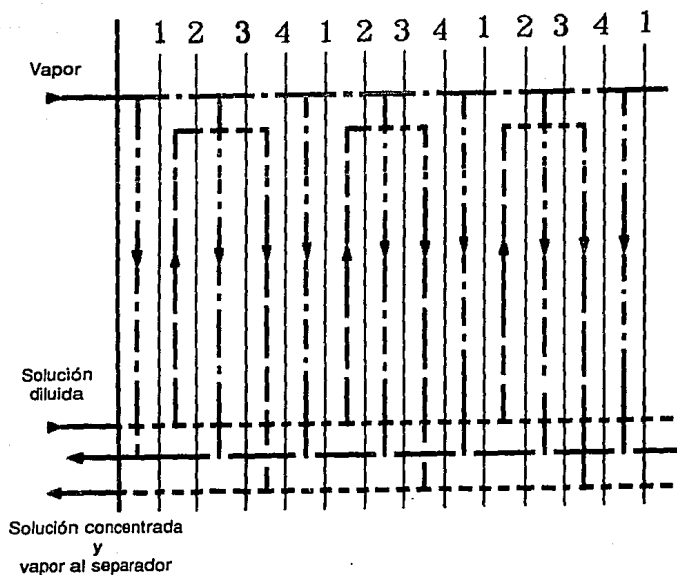 1 2 3 4 1 2 3 4 1 2 3 4 1
Vapor
Solución
diluida
Solución concentrada
y
vapor al separador